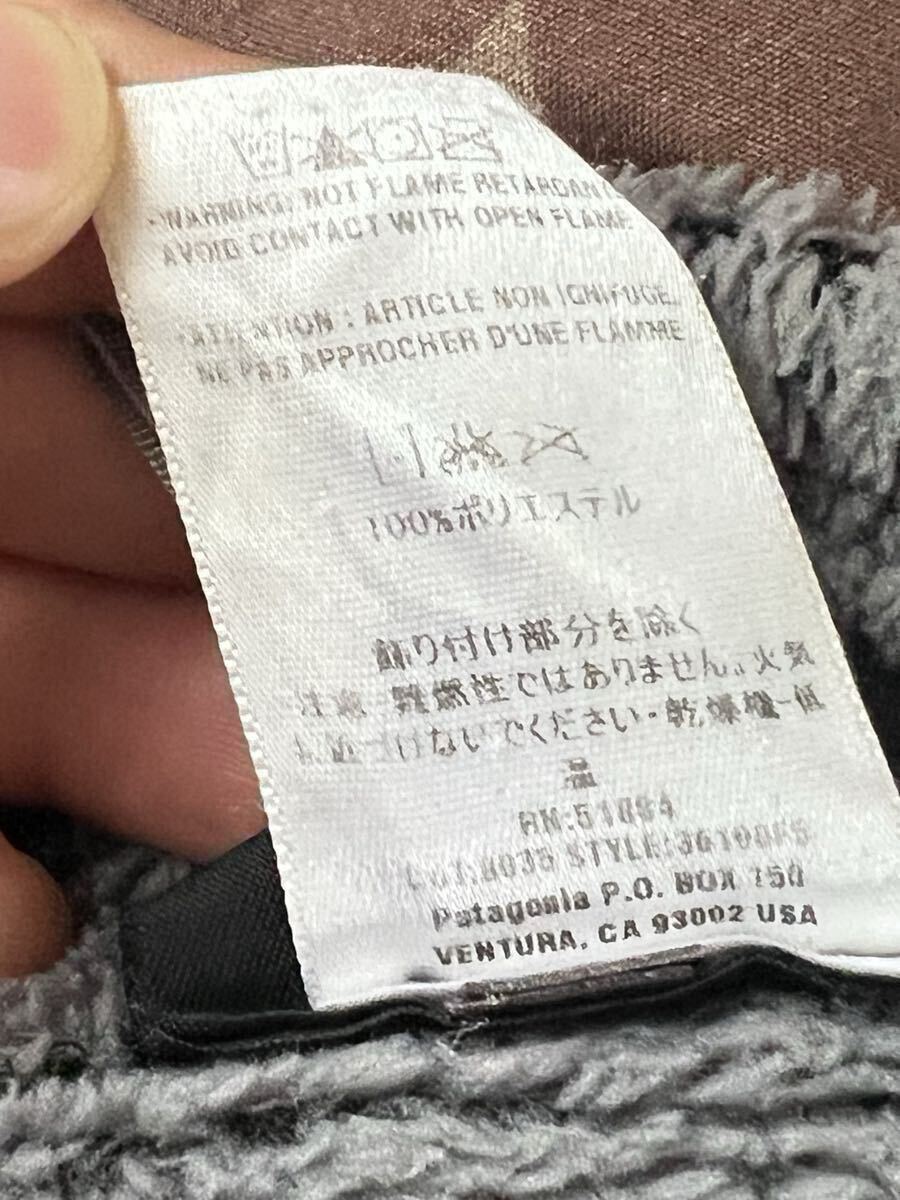 WARNING: NOT FLAME RETARDANT
AVOID CONTACT WITH OPEN FLAME
ATTENTION : ARTICLE NON IGNIFUGE.
NE PAS APPROCHER D'UNE FLAMME
100%ポリエステル
飾り付け部分を除く
注意 難燃性ではありません。火気
に近づけないでください・乾燥機-低
温
RN:51884
Patagonia P.O. BOX 150
VENTURA, CA 93002 USA